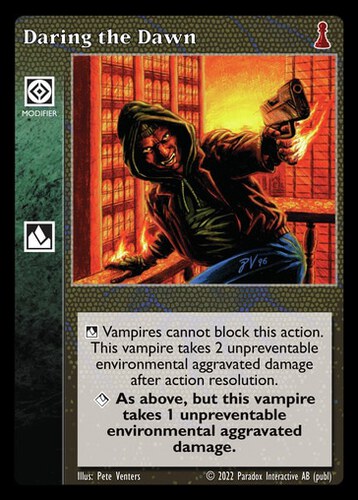 Daring the Dawn
MODIFIER
PV 96
Vampires cannot block this action.
This vampire takes 2 unpreventable
environmental aggravated damage
after action resolution.
As above, but this vampire
takes 1 unpreventable
environmental aggravated
damage.
Illus: Pete Venters © 2022 Paradox Interactive AB (publ)